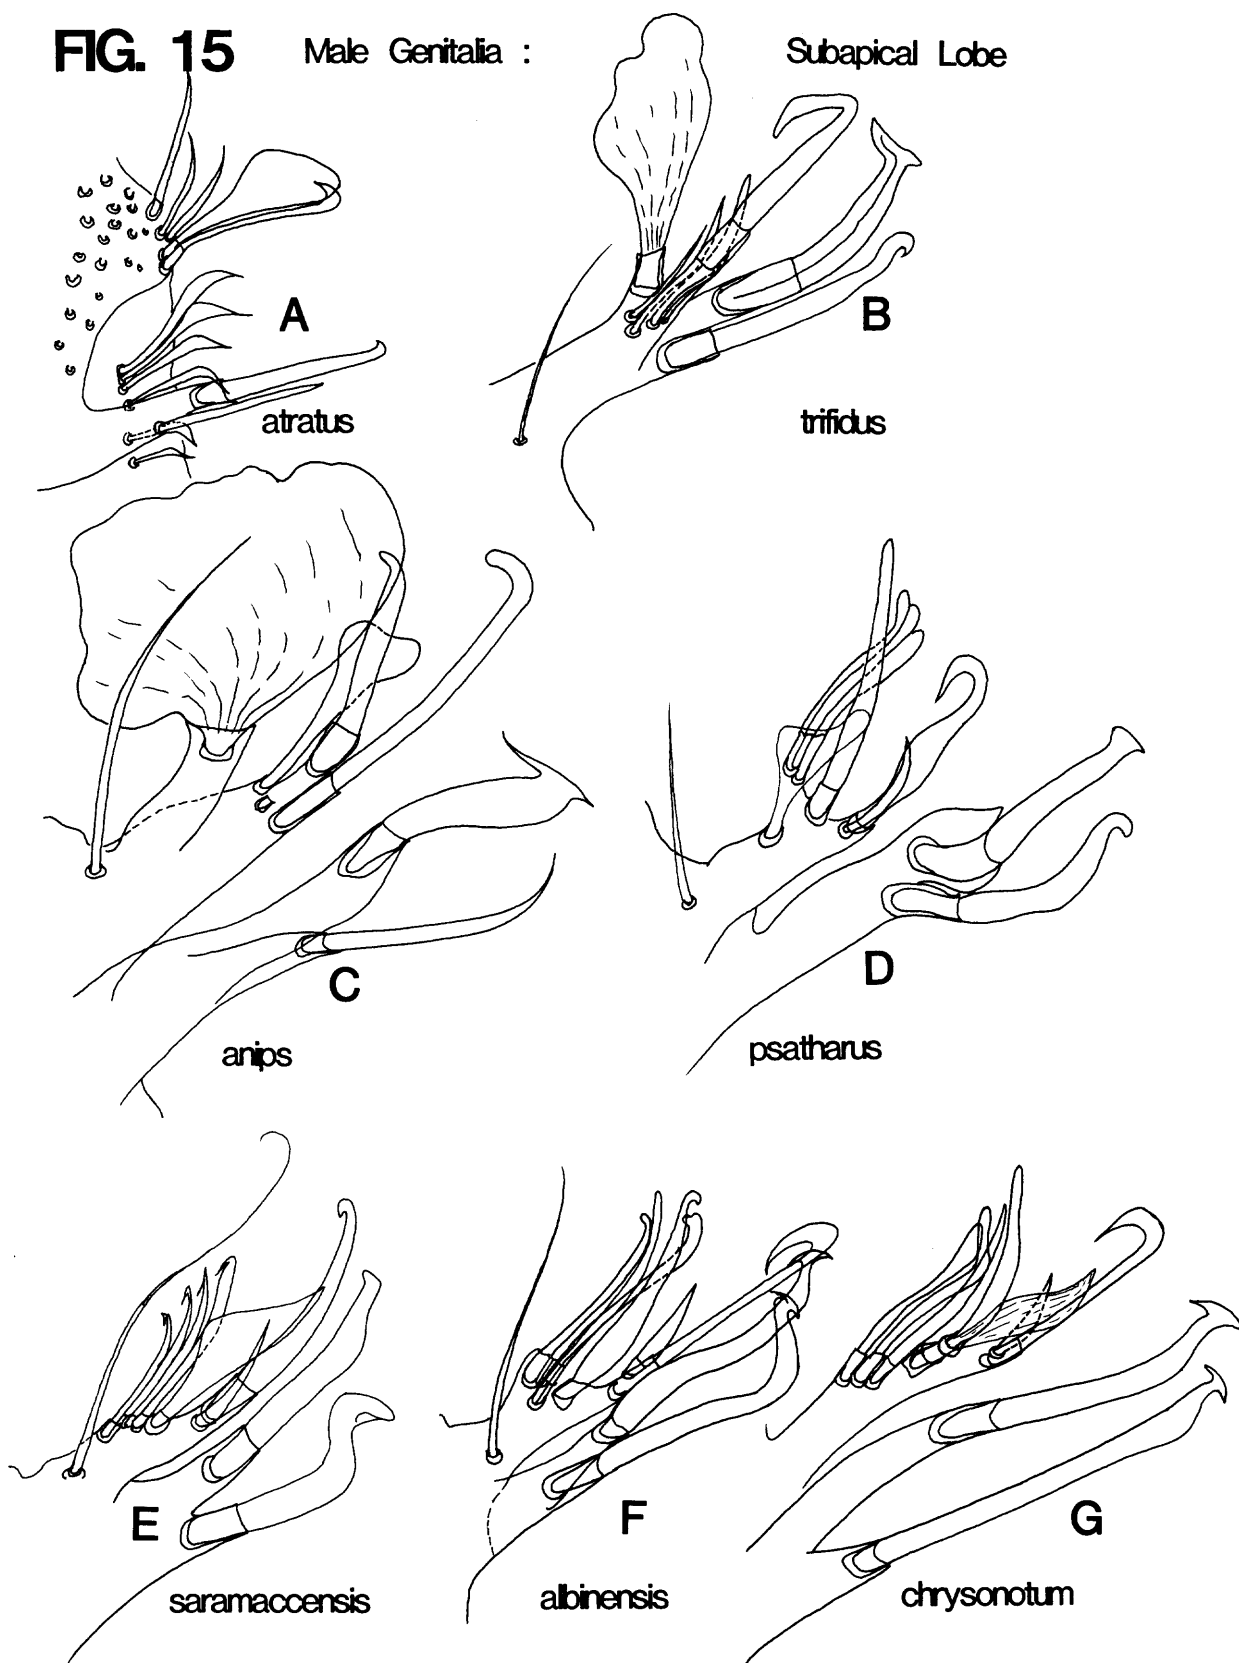 FIG. 15 Male Genitalia : Subapical Lobe
A
B
atratus
trifidus
C
D
anips
psatharus
E
F
G
saramaccensis
albinensis
chrysonotum